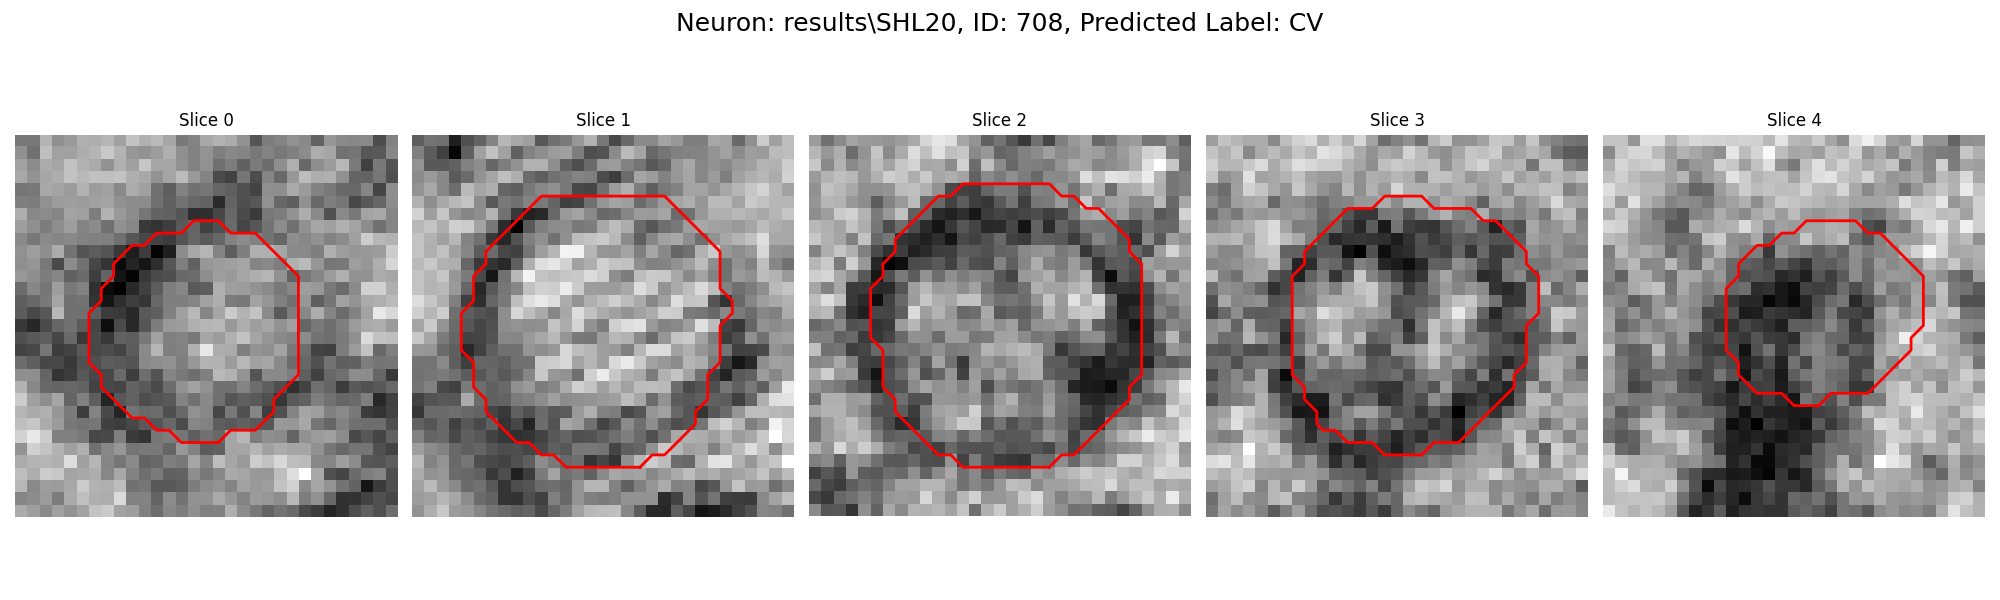 Neuron: results\SHL20, ID: 708, Predicted Label: CV
Slice 0
Slice 1
Slice 2
Slice 3
Slice 4